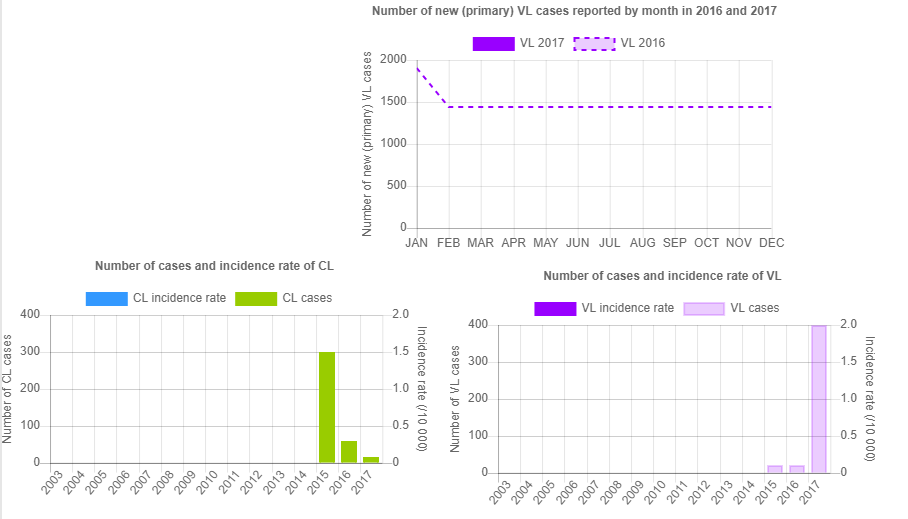 Number of new (primary) VL cases reported by month in 2016 and 2017
VL 2017 VL 2016
Number of new (primary) VL cases
2000
1500
1000
500
0
JAN FEB MAR APR MAY JUN JUL AUG SEP OCT NOV DEC
Number of cases and incidence rate of CL
CL incidence rate CL cases
Number of CL cases
400
300
200
100
0
2.0
1.5
1.0
0.5
0
Incidence rate (/10 000)
2003 2004 2005 2006 2007 2008 2009 2010 2011 2012 2013 2014 2015 2016 2017
Number of cases and incidence rate of VL
VL incidence rate VL cases
Number of VL cases
400
300
200
100
0
2.0
1.5
1.0
0.5
0
Incidence rate (/10 000)
2003 2004 2005 2006 2007 2008 2009 2010 2011 2012 2013 2014 2015 2016 2017